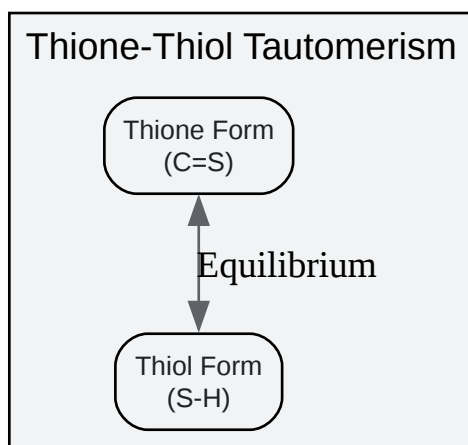 Thione-Thiol Tautomerism
Thione Form
(C=S)
Equilibrium
Thiol Form
(S-H)